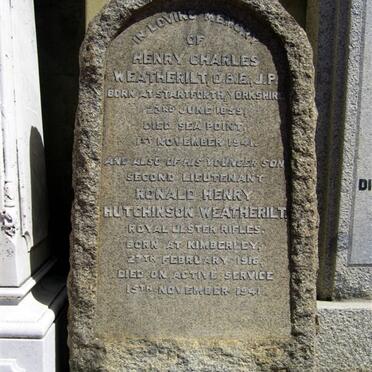 IN LOVING MEMORY
OF
HENRY CHARLES
WEATHERILT O.B.E. J.P.
BORN AT STARTFORTH, YORKSHIRE
23RD JUNE 1859,
DIED SEA POINT,
1ST NOVEMBER 1941.
AND ALSO OF HIS YOUNGER SON
SECOND LIEUTENANT
RONALD HENRY
HUTCHINSON WEATHERILT.
ROYAL ULSTER RIFLES.
BORN AT KIMBERLEY,
27TH FEBRUARY 1916.
DIED ON ACTIVE SERVICE
15TH NOVEMBER 1941.